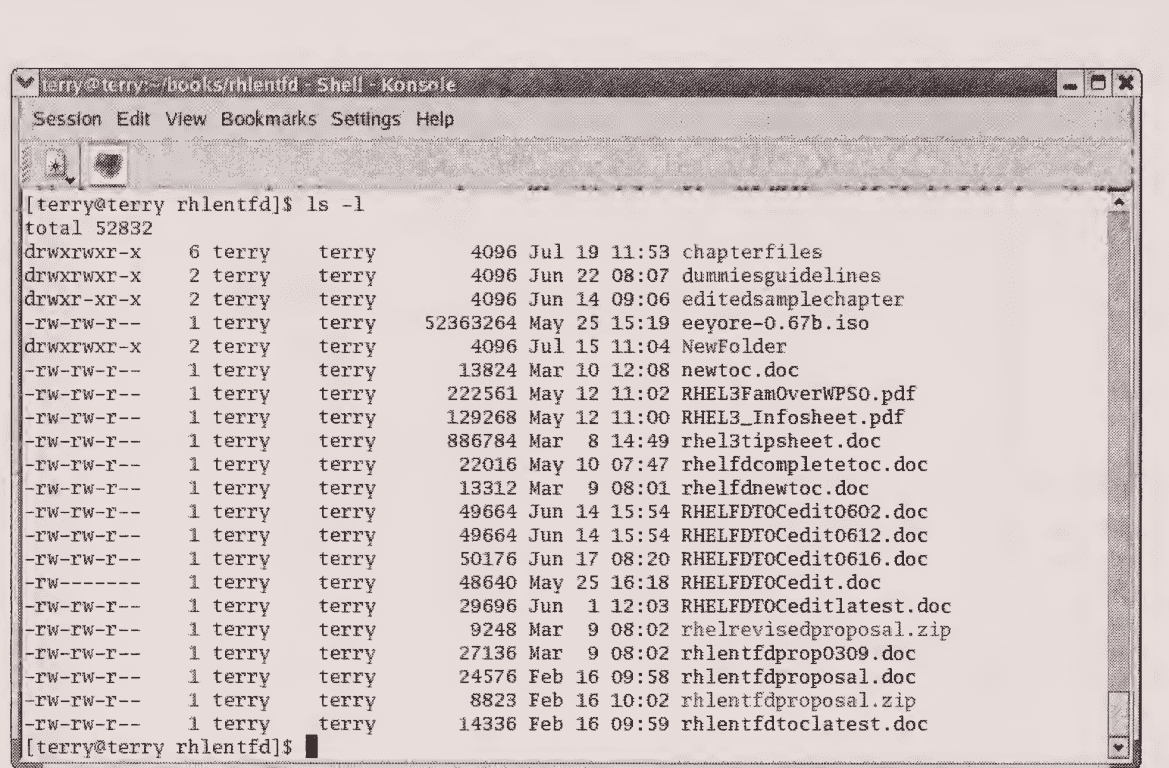 terry@terry:~/books/rhlentfd - Shell - Konsole
Session Edit View Bookmarks Settings Help
[terry@terry rhlentfd]$ ls -l
total 52832
drwxrwxr-x 6 terry terry 4096 Jul 19 11:53 chapterfiles
drwxrwxr-x 2 terry terry 4096 Jun 22 08:07 dummiesguidelines
drwxr-xr-x 2 terry terry 4096 Jun 14 09:06 editedsamplechapter
-rw-rw-r-- 1 terry terry 52363264 May 25 15:19 eeyore-0.67b.iso
drwxrwxr-x 2 terry terry 4096 Jul 15 11:04 NewFolder
-rw-rw-r-- 1 terry terry 13824 Mar 10 12:08 newtoc.doc
-rw-rw-r-- 1 terry terry 222561 May 12 11:02 RHEL3FamOverWPSO.pdf
-rw-rw-r-- 1 terry terry 129268 May 12 11:00 RHEL3_Infosheet.pdf
-rw-rw-r-- 1 terry terry 886784 Mar 8 14:49 rhel3tipsheet.doc
-rw-rw-r-- 1 terry terry 22016 May 10 07:47 rhelfdcompletetoc.doc
-rw-rw-r-- 1 terry terry 13312 Mar 9 08:01 rhelfdnewtoc.doc
-rw-rw-r-- 1 terry terry 49664 Jun 14 15:54 RHELFDTOCedit0602.doc
-rw-rw-r-- 1 terry terry 49664 Jun 14 15:54 RHELFDTOCedit0612.doc
-rw-rw-r-- 1 terry terry 50176 Jun 17 08:20 RHELFDTOCedit0616.doc
-rw------- 1 terry terry 48640 May 25 16:18 RHELFDTOCedit.doc
-rw-rw-r-- 1 terry terry 29696 Jun 1 12:03 RHELFDTOCeditlatest.doc
-rw-rw-r-- 1 terry terry 9248 Mar 9 08:02 rhelrevisedproposal.zip
-rw-rw-r-- 1 terry terry 27136 Mar 9 08:02 rhlentfdprop0309.doc
-rw-rw-r-- 1 terry terry 24576 Feb 16 09:58 rhlentfdproposal.doc
-rw-rw-r-- 1 terry terry 8823 Feb 16 10:02 rhlentfdproposal.zip
-rw-rw-r-- 1 terry terry 14336 Feb 16 09:59 rhlentfdtoclatest.doc
[terry@terry rhlentfd]$